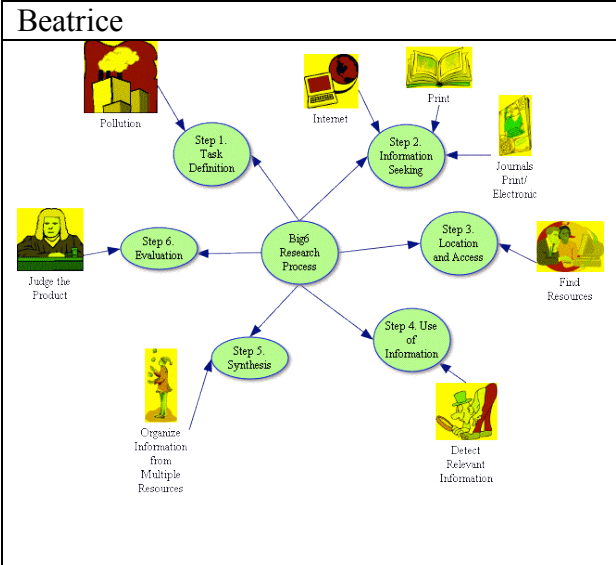 Beatrice
Pollution
Step 1.
Task
Definition
Internet
Print
Step 2.
Information
Seeking
Journals
Print/
Electronic
Judge the
Product
Step 6.
Evaluation
Big6
Research
Process
Step 3.
Location
and Access
Find
Resources
Step 5.
Synthesis
Step 4. Use
of
Information
Organize
Information
from
Multiple
Resources
Detect
Relevant
Information